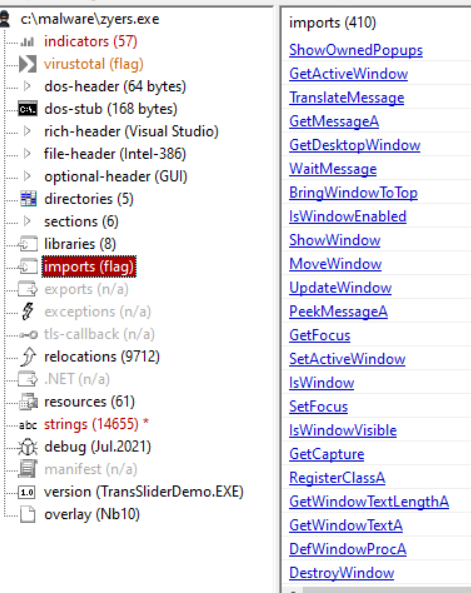 c:\malware\zyers.exe
indicators (57)
virustotal (flag)
dos-header (64 bytes)
dos-stub (168 bytes)
rich-header (Visual Studio)
file-header (Intel-386)
optional-header (GUI)
directories (5)
sections (6)
libraries (8)
imports (flag)
exports (n/a)
exceptions (n/a)
tls-callback (n/a)
relocations (9712)
.NET (n/a)
resources (61)
abc strings (14655) *
debug (Jul.2021)
manifest (n/a)
1.0 version (TransSliderDemo.EXE)
overlay (Nb10)
imports (410)
ShowOwnedPopups
GetActiveWindow
TranslateMessage
GetMessageA
GetDesktopWindow
WaitMessage
BringWindowToTop
IsWindowEnabled
ShowWindow
MoveWindow
UpdateWindow
PeekMessageA
GetFocus
SetActiveWindow
IsWindow
SetFocus
IsWindowVisible
GetCapture
RegisterClassA
GetWindowTextLengthA
GetWindowTextA
DefWindowProcA
DestroyWindow